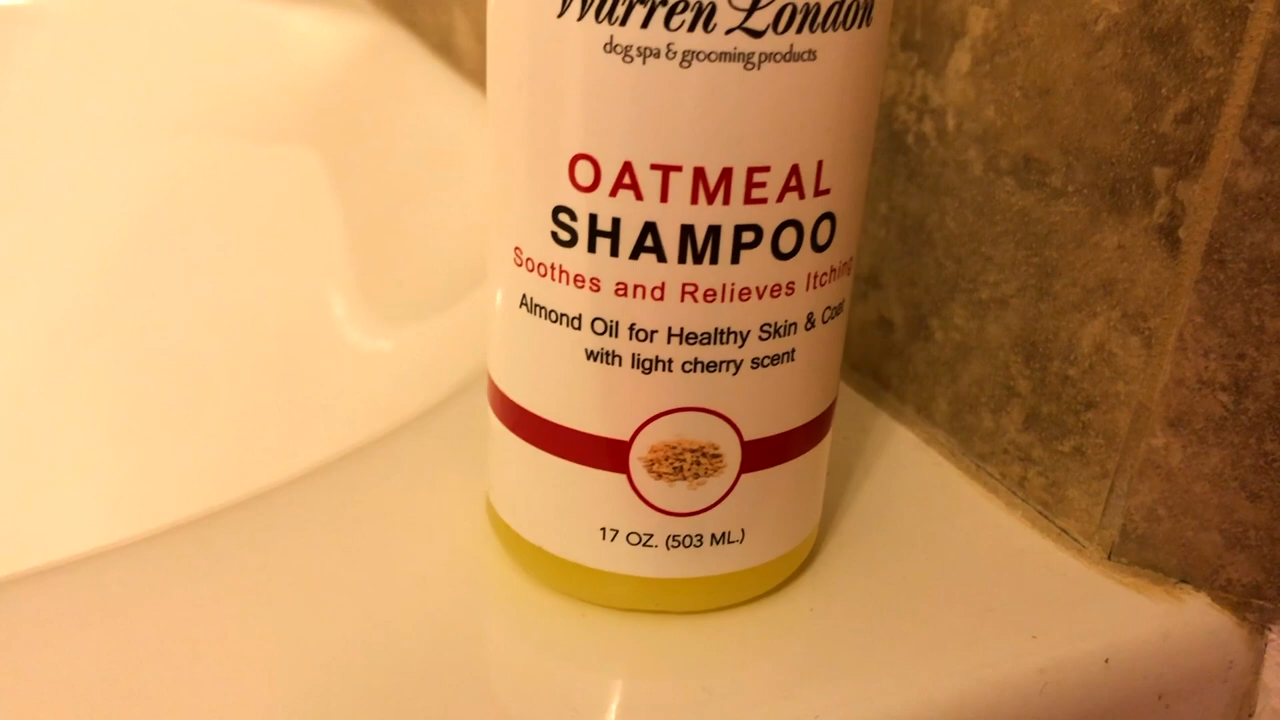 Warren London
dog spa & grooming products
OATMEAL
SHAMPOO
Soothes and Relieves Itching
Almond Oil for Healthy Skin & Coat
with light cherry scent
17 OZ. (503 ML.)